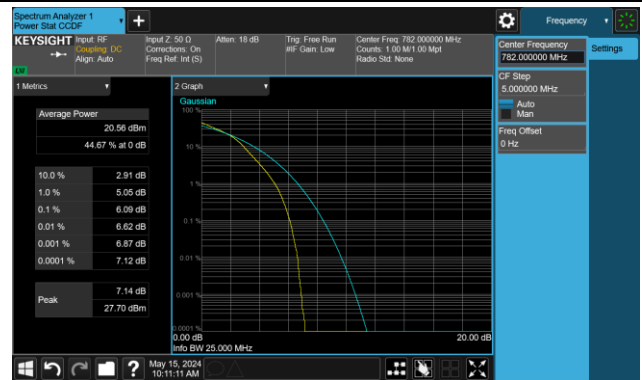 Spectrum Analyzer 1
Power Stat CCDF
Frequency
KEYSIGHT
Input: RF
Coupling: DC
Align: Auto
Input Z: 50 Ω
Corrections: On
Freq Ref: Int (S)
Atten: 18 dB
Trig: Free Run
#IF Gain: Low
Center Freq: 782.000000 MHz
Counts: 1.00 M/1.00 Mpt
Radio Std: None
LW
Center Frequency
782.000000 MHz
Settings
CF Step
5.000000 MHz
Auto
Man
Freq Offset
0 Hz
1 Metrics
Average Power
20.56 dBm
44.67 % at 0 dB
10.0 % 2.91 dB
1.0 % 5.05 dB
0.1 % 6.09 dB
0.01 % 6.62 dB
0.001 % 6.87 dB
0.0001 % 7.12 dB
Peak
7.14 dB
27.70 dBm
2 Graph
Gaussian
100 %
10 %
1 %
0.1 %
0.01 %
0.001 %
0.0001 %
0.00 dB 20.00 dB
Info BW 25.000 MHz
?
May 15, 2024
10:11:11 AM